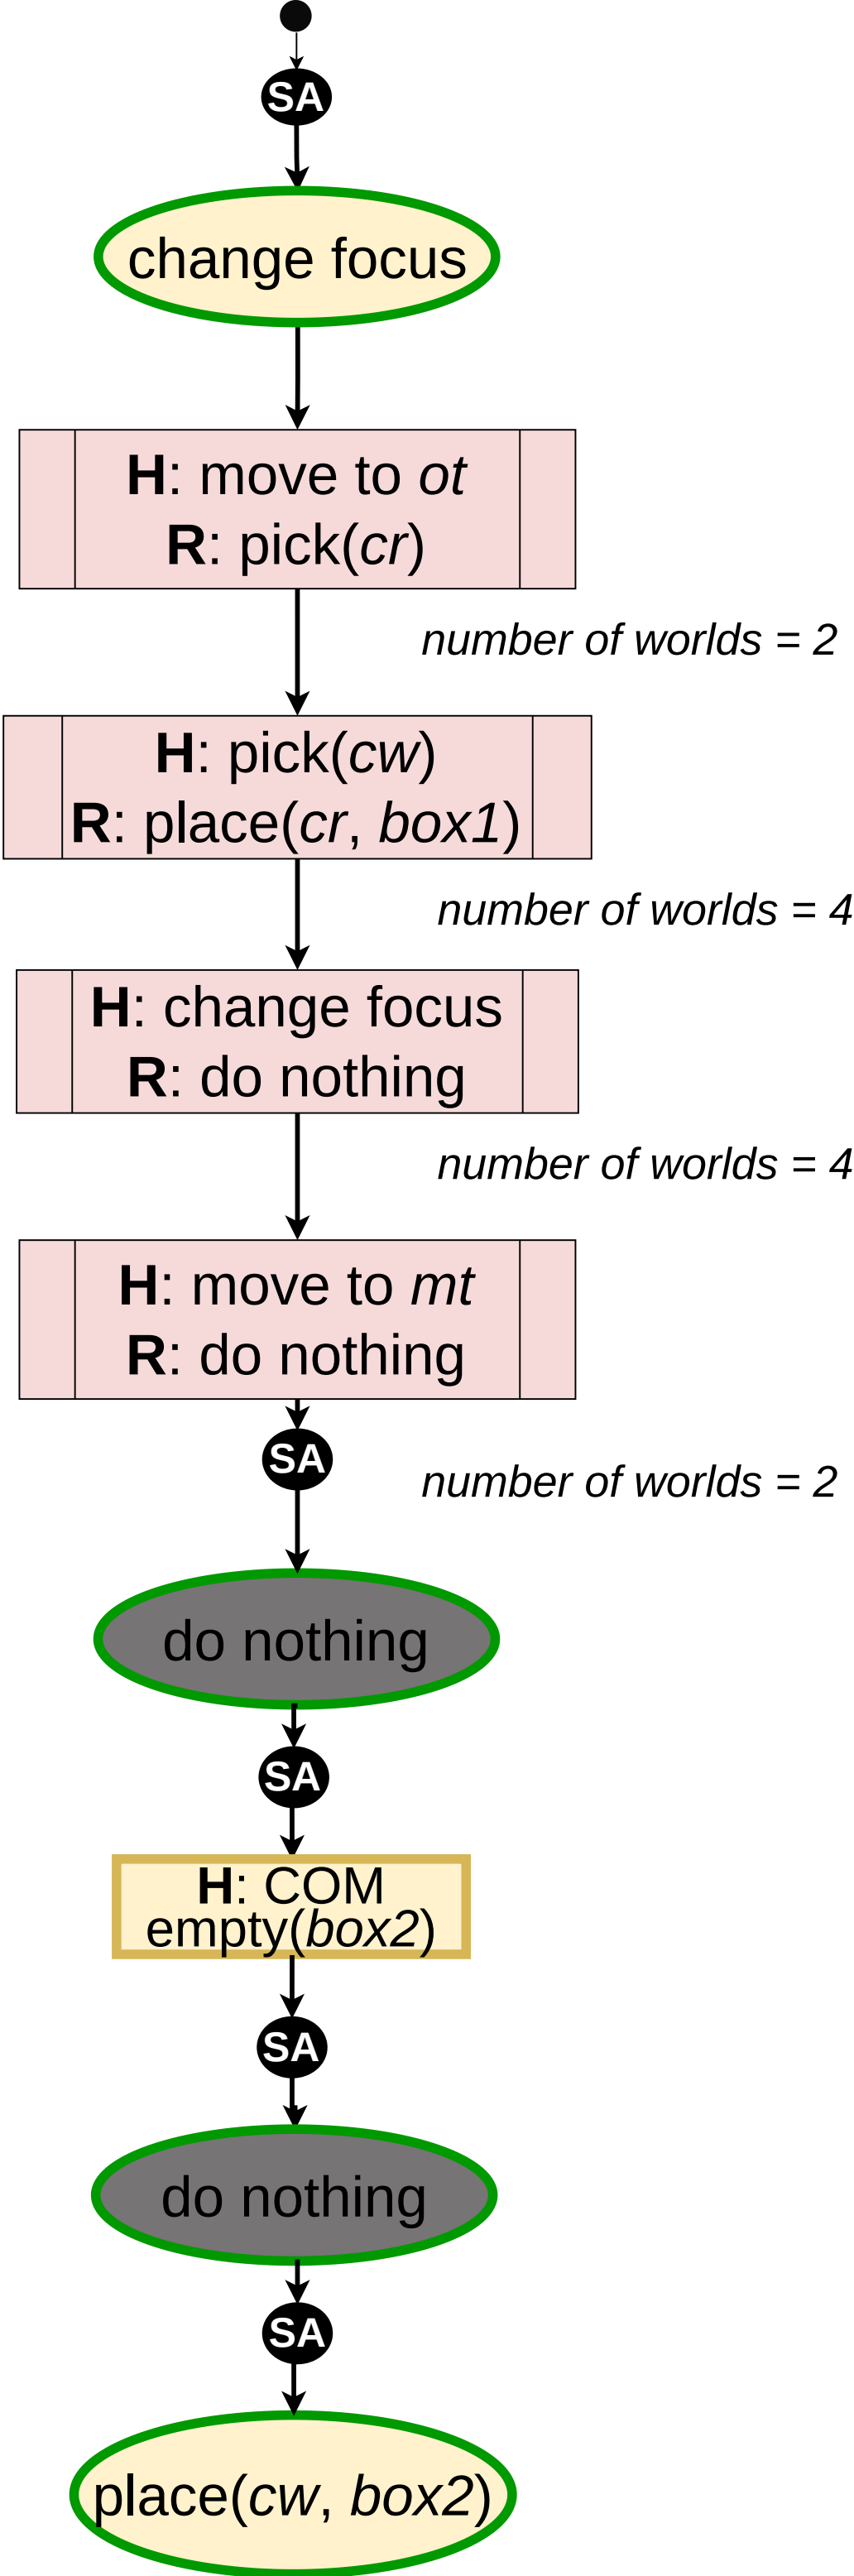 SA
change focus
H: move to ot
R: pick(cr)
number of worlds = 2
H: pick(cw)
R: place(cr, box1)
number of worlds = 4
H: change focus
R: do nothing
number of worlds = 4
H: move to mt
R: do nothing
SA
number of worlds = 2
do nothing
SA
H: COM
empty(box2)
SA
do nothing
SA
place(cw, box2)